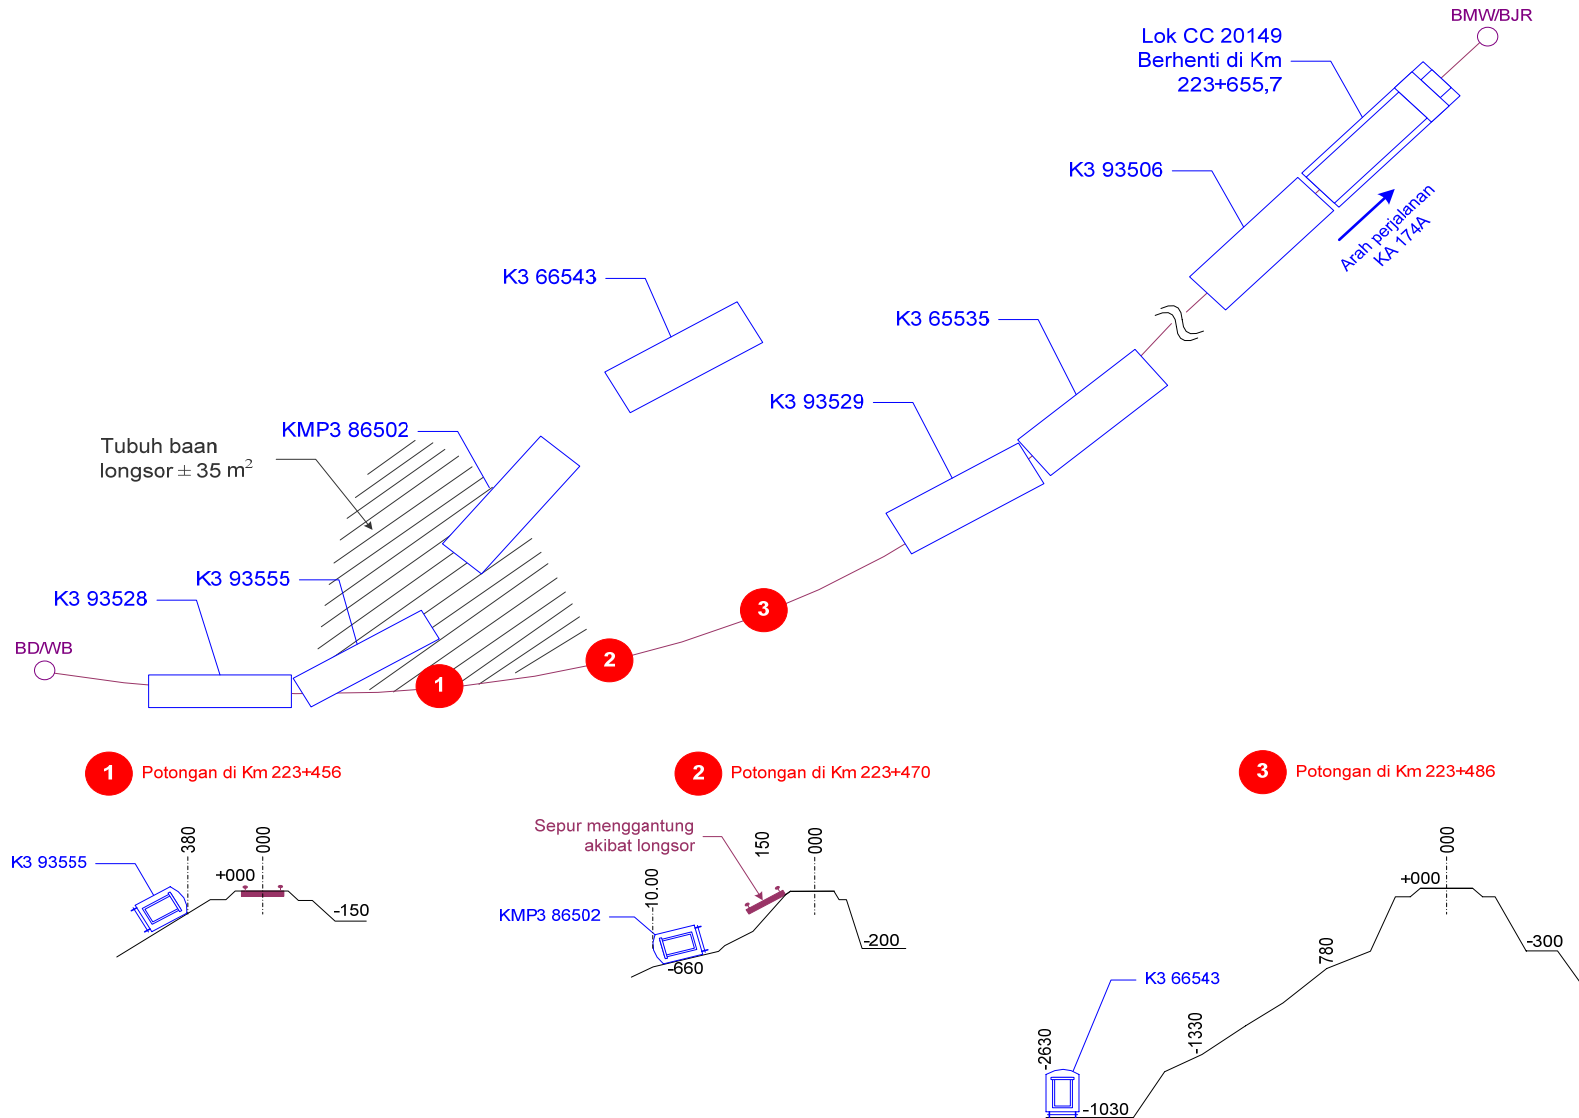 BMW/BJR
Lok CC 20149
Berhenti di Km
223+655,7
K3 93506
Arah perjalanan
KA 174A
K3 66543
K3 65535
K3 93529
KMP3 86502
Tubuh baan
longsor ± 35 m²
K3 93555
K3 93528
BD/WB
1
2
3
1 Potongan di Km 223+456
380
000
K3 93555
+000
-150
2 Potongan di Km 223+470
Sepur menggantung
akibat longsor
150
000
10.00
KMP3 86502
-660
-200
3 Potongan di Km 223+486
000
+000
780
-300
K3 66543
-1330
-2630
-1030